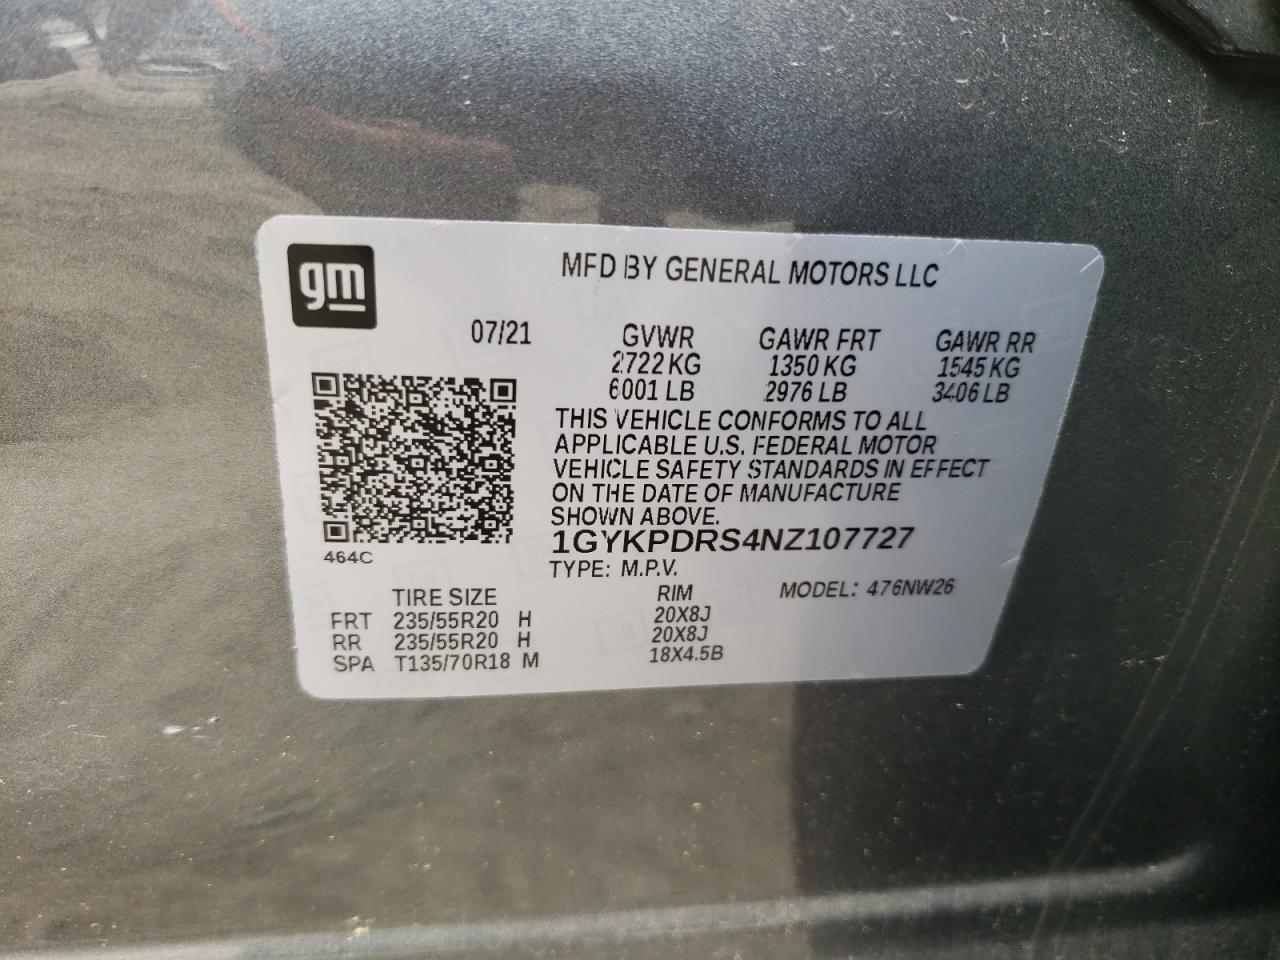 gm
MFD BY GENERAL MOTORS LLC
07/21 GVWR GAWR FRT GAWR RR
2722 KG 1350 KG 1545 KG
6001 LB 2976 LB 3406 LB
THIS VEHICLE CONFORMS TO ALL
APPLICABLE U.S. FEDERAL MOTOR
VEHICLE SAFETY STANDARDS IN EFFECT
ON THE DATE OF MANUFACTURE
SHOWN ABOVE.
1GYKPDRS4NZ107727
464C
TYPE: M.P.V. MODEL: 476NW26
TIRE SIZE RIM
FRT 235/55R20 H 20X8J
RR 235/55R20 H 20X8J
SPA T135/70R18 M 18X4.5B